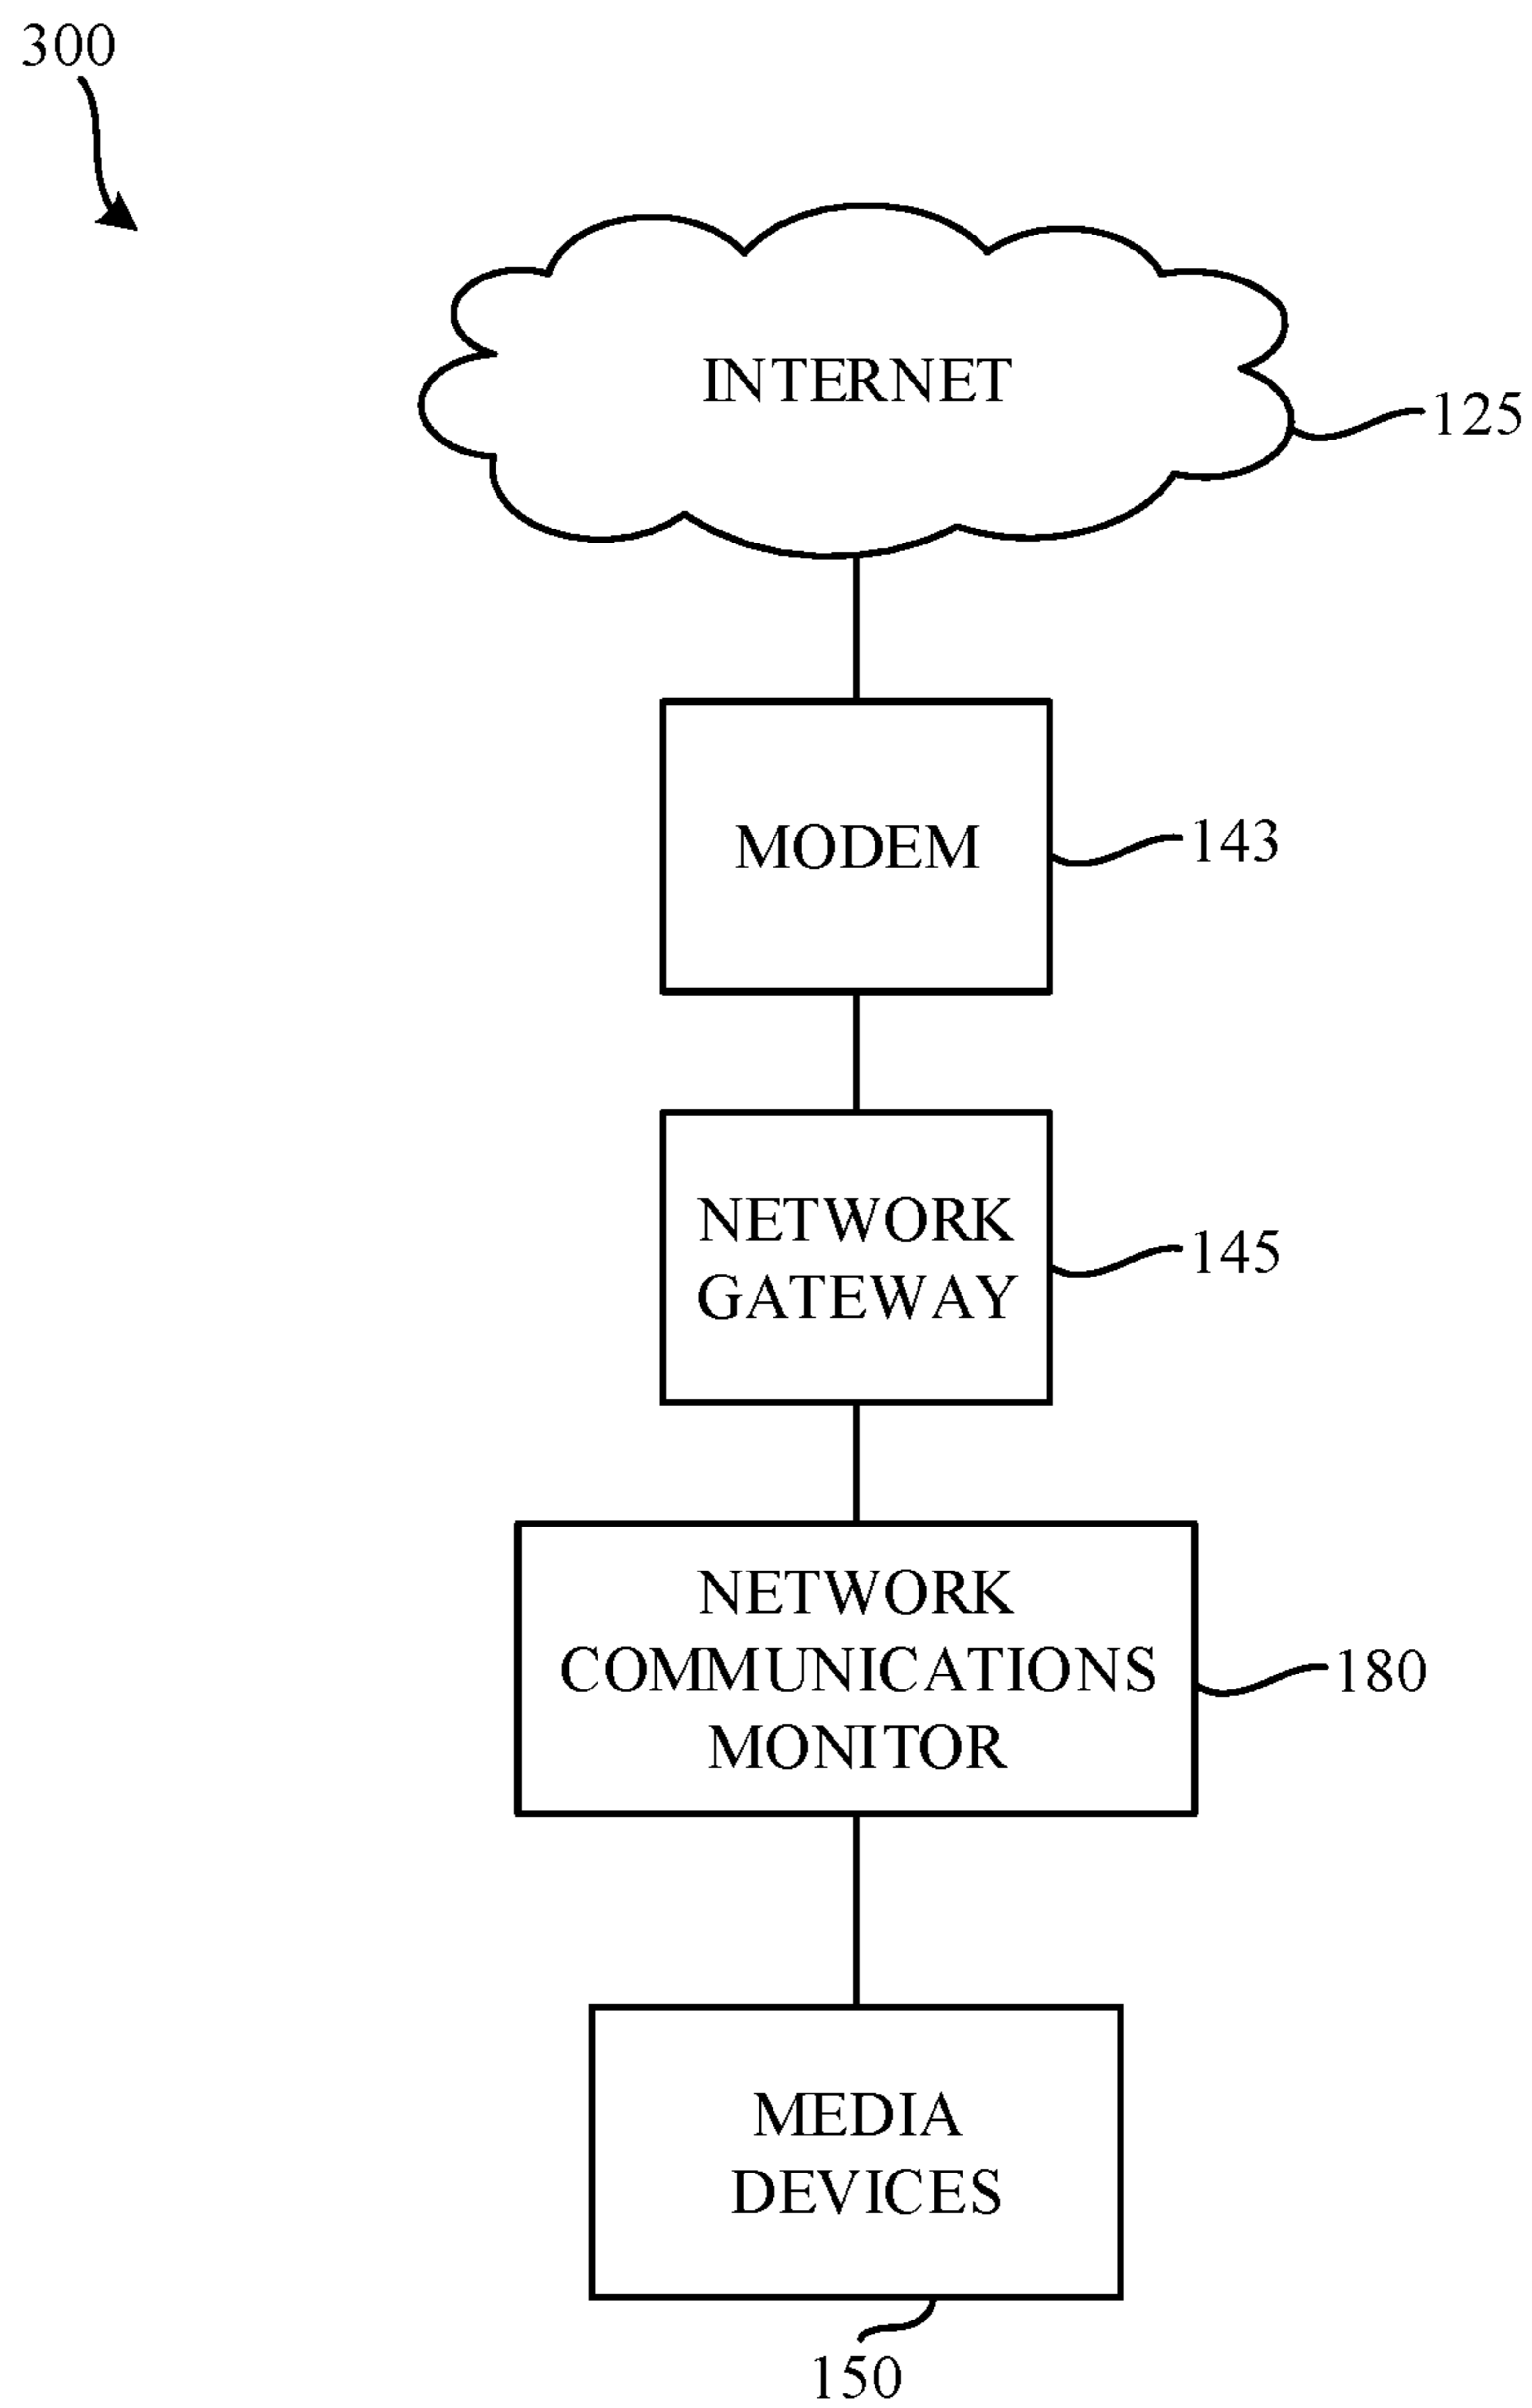 300
INTERNET
125
MODEM
143
NETWORK
GATEWAY
145
NETWORK
COMMUNICATIONS
MONITOR
180
MEDIA
DEVICES
150